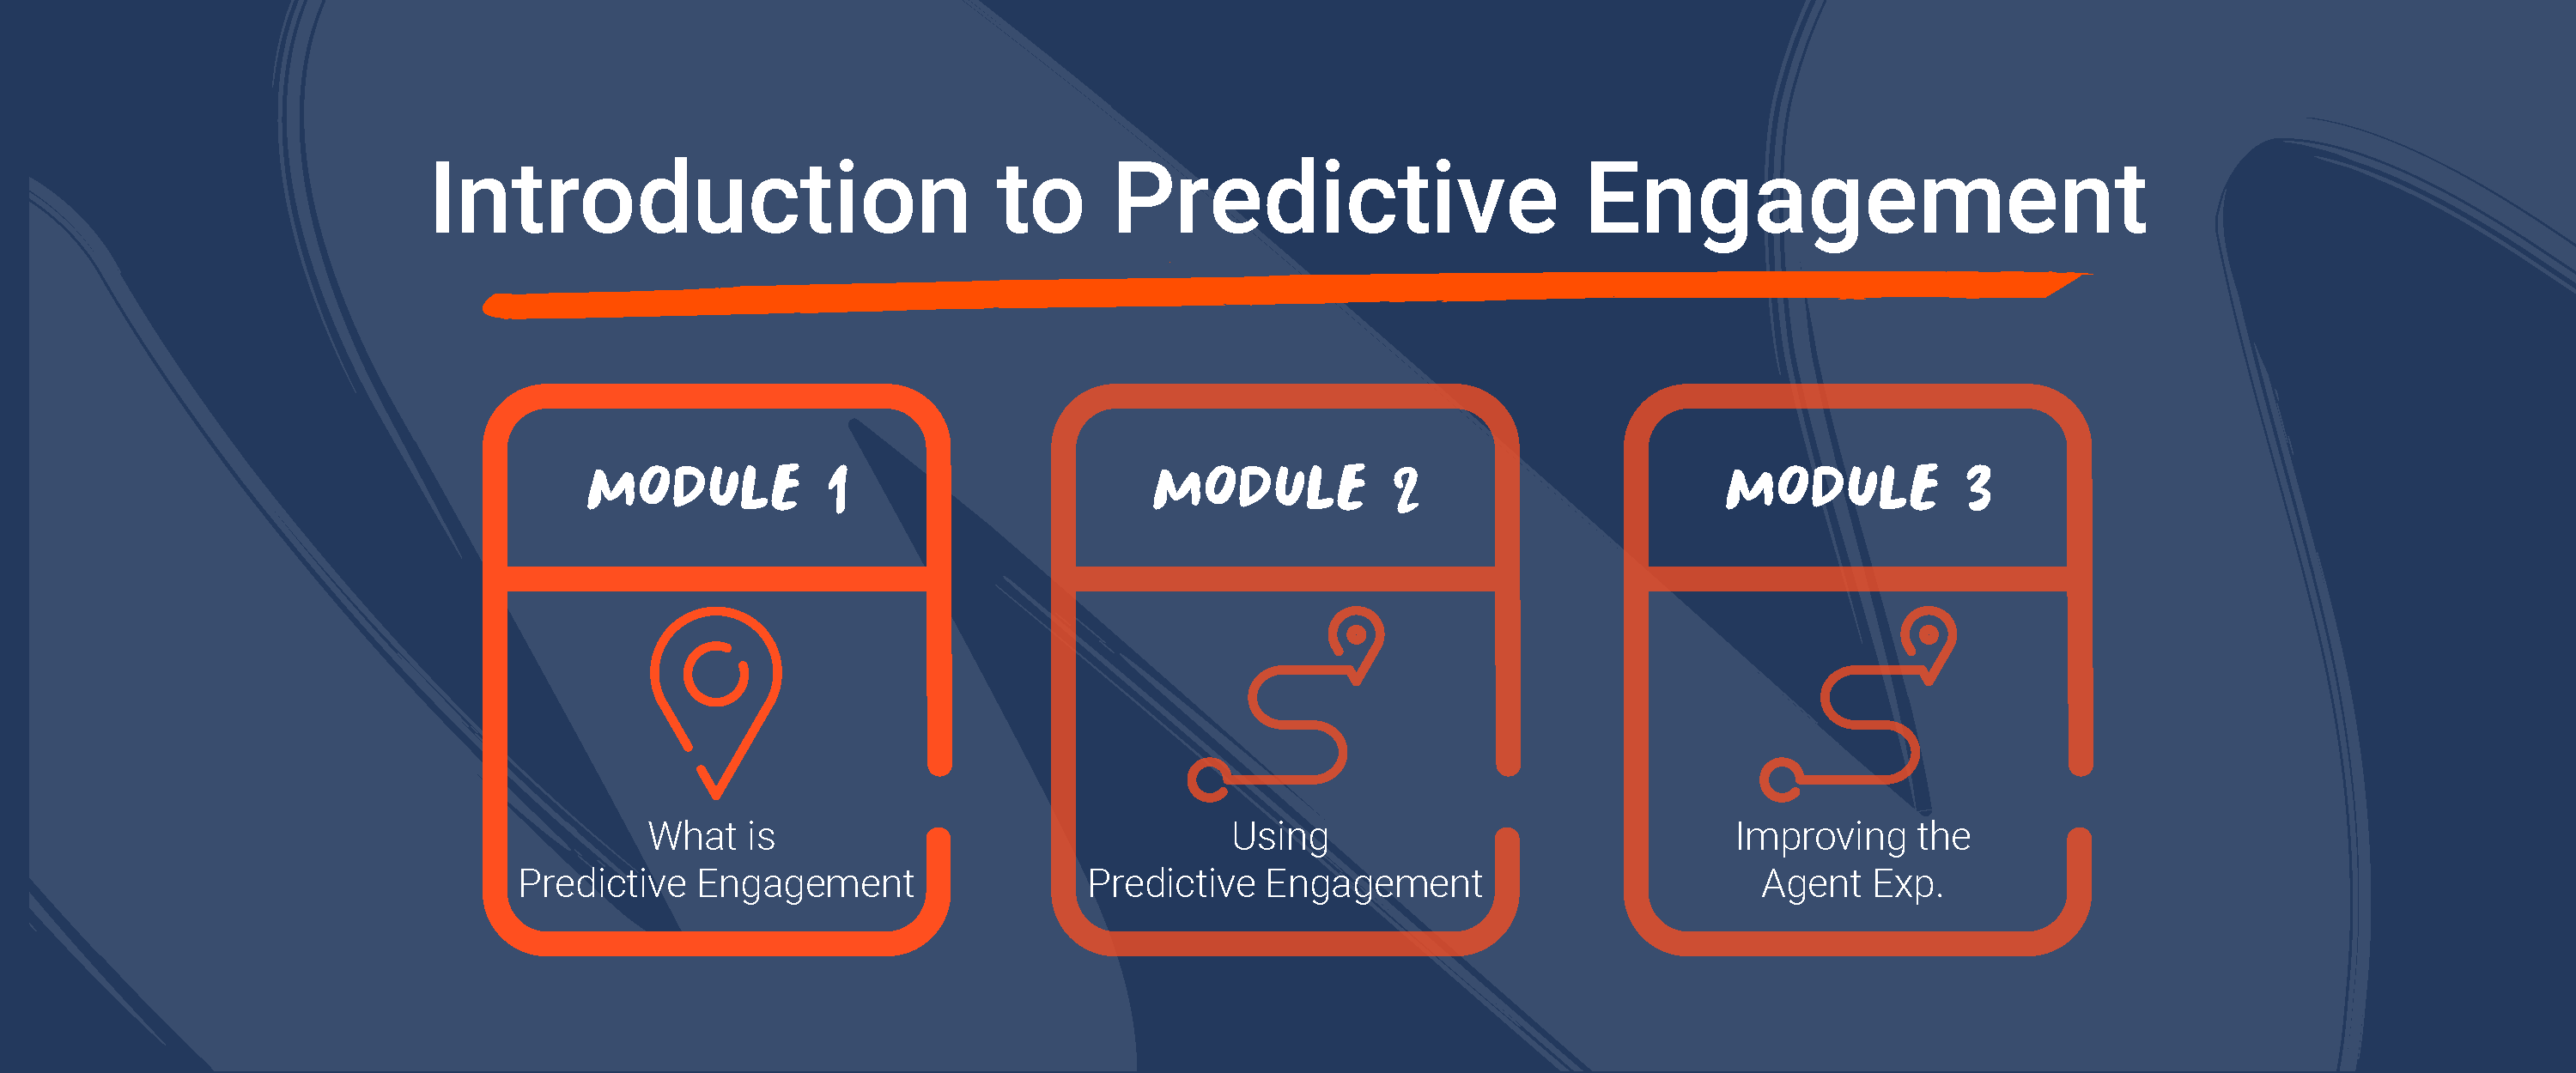 Introduction to Predictive Engagement
MODULE 1
What is
Predictive Engagement
MODULE 2
Using
Predictive Engagement
MODULE 3
Improving the
Agent Exp.